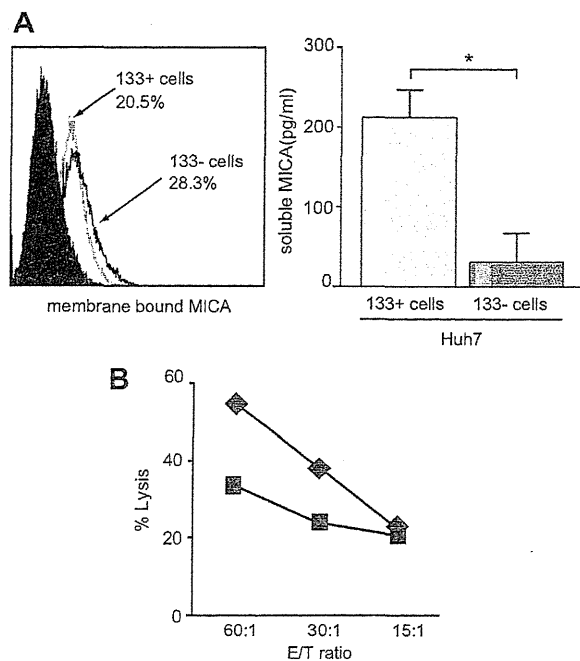 A
133+ cells
20.5%
133- cells
28.3%
membrane bound MICA
soluble MICA(pg/ml)
300
200
100
0
*
133+ cells 133- cells
Huh7
B
% Lysis
60
40
20
0
60:1 30:1 15:1
E/T ratio